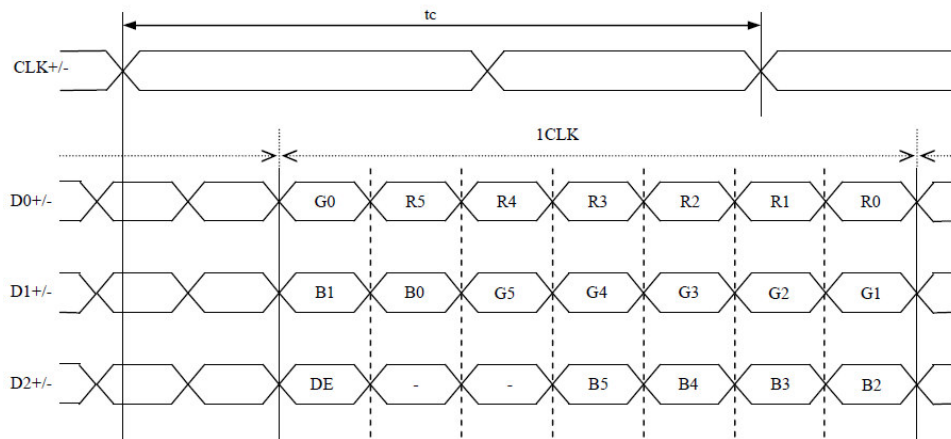 tc
CLK+/-
1CLK
D0+/- G0 R5 R4 R3 R2 R1 R0
D1+/- B1 B0 G5 G4 G3 G2 G1
D2+/- DE - - B5 B4 B3 B2